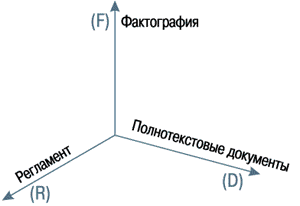 (F) Фактография
Полнотекстовые документы
(D)
Регламент
(R)